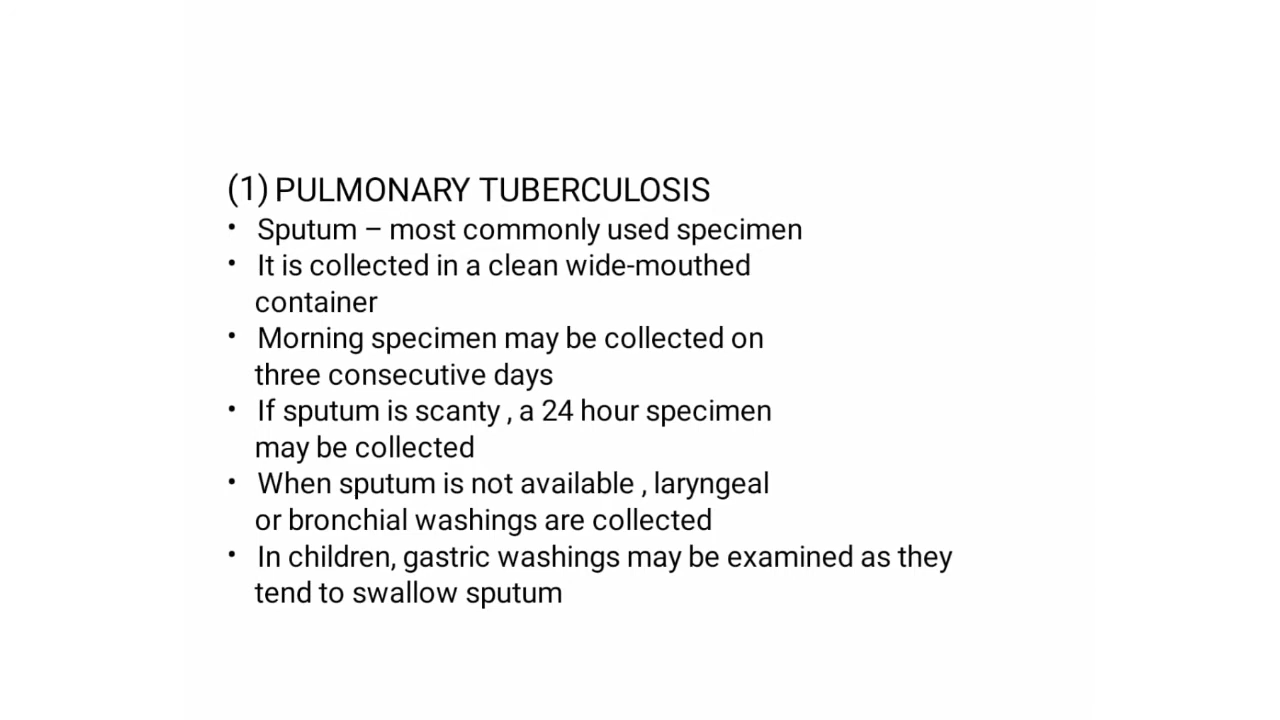 (1) PULMONARY TUBERCULOSIS
• Sputum – most commonly used specimen
• It is collected in a clean wide-mouthed
container
• Morning specimen may be collected on
three consecutive days
• If sputum is scanty , a 24 hour specimen
may be collected
• When sputum is not available , laryngeal
or bronchial washings are collected
• In children, gastric washings may be examined as they
tend to swallow sputum